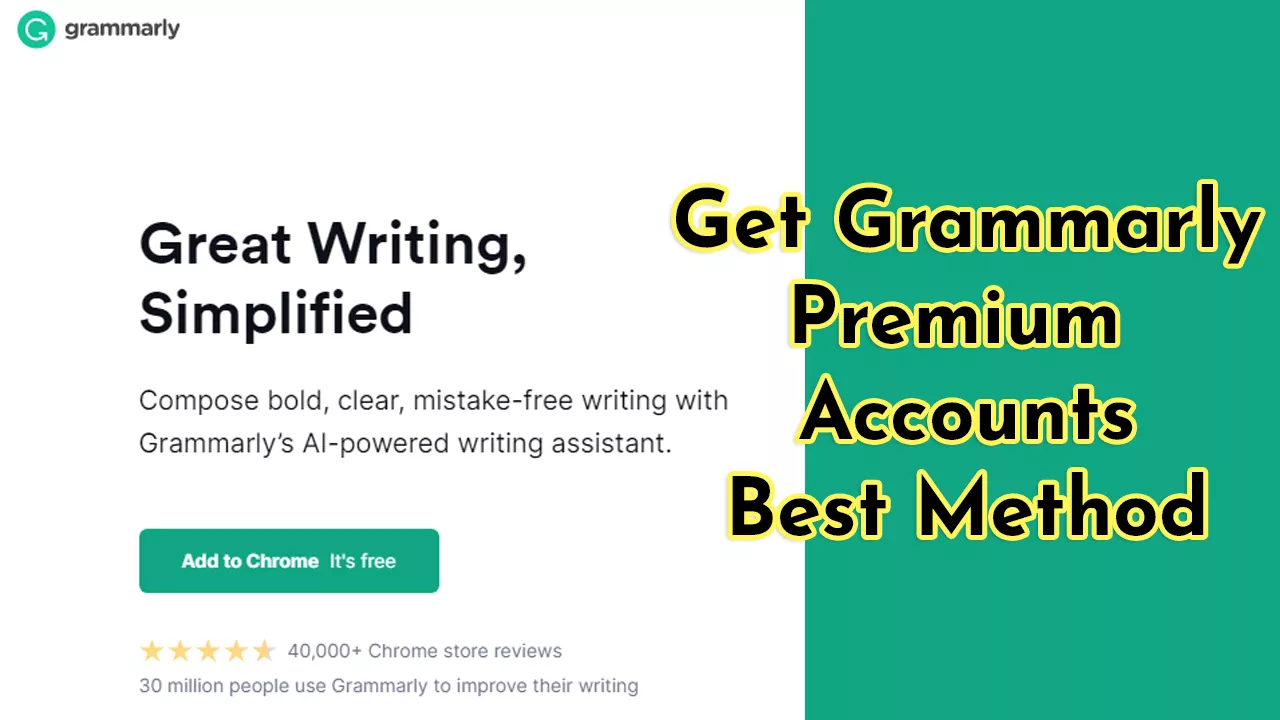 grammarly
Great Writing,
Simplified
Compose bold, clear, mistake-free writing with
Grammarly’s AI-powered writing assistant.
Add to Chrome It's free
40,000+ Chrome store reviews
30 million people use Grammarly to improve their writing
Get Grammarly
Premium
Accounts
Best Method